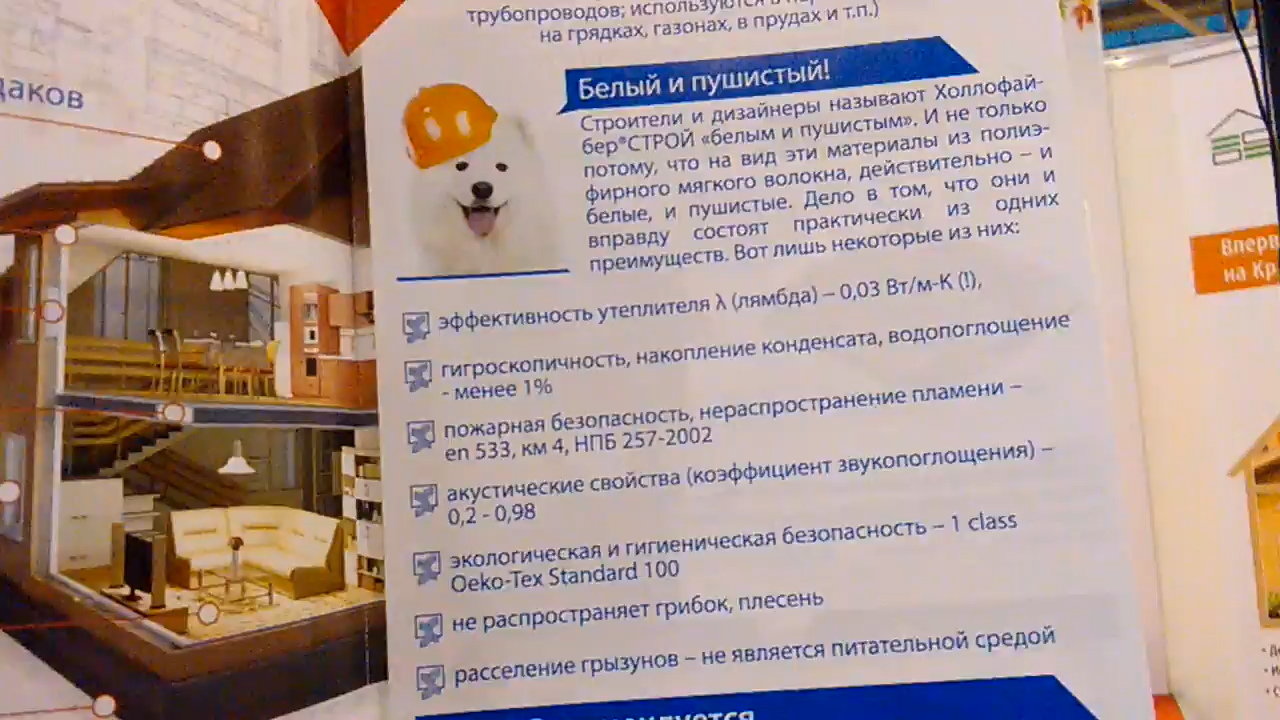 трубопроводов; используются в
на грядках, газонах, в прудах и т.п.)
Белый и пушистый!
Строители и дизайнеры называют Холлофай-
бер®СТРОЙ «белым и пушистым». И не только
потому, что на вид эти материалы из полиэ-
фирного мягкого волокна, действительно – и
белые, и пушистые. Дело в том, что они и
вправду состоят практически из одних
преимуществ. Вот лишь некоторые из них:
эффективность утеплителя λ (лямбда) – 0,03 Вт/м-К (!),
гигроскопичность, накопление конденсата, водопоглощение
- менее 1%
пожарная безопасность, нераспространение пламени –
en 533, км 4, НПБ 257-2002
акустические свойства (коэффициент звукопоглощения) –
0,2 - 0,98
экологическая и гигиеническая безопасность – 1 class
Oeko-Tex Standard 100
не распространяет грибок, плесень
расселение грызунов – не является питательной средой